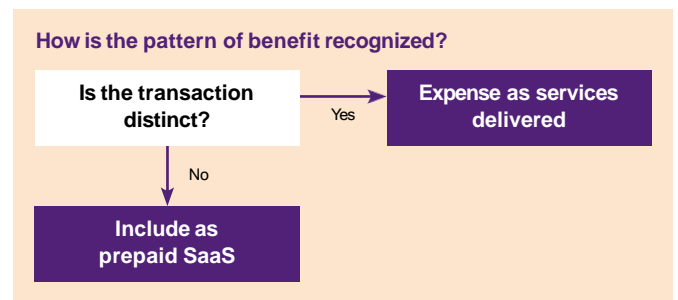 How is the pattern of benefit recognized?
Is the transaction
distinct?
Yes
Expense as services
delivered
No
Include as
prepaid SaaS